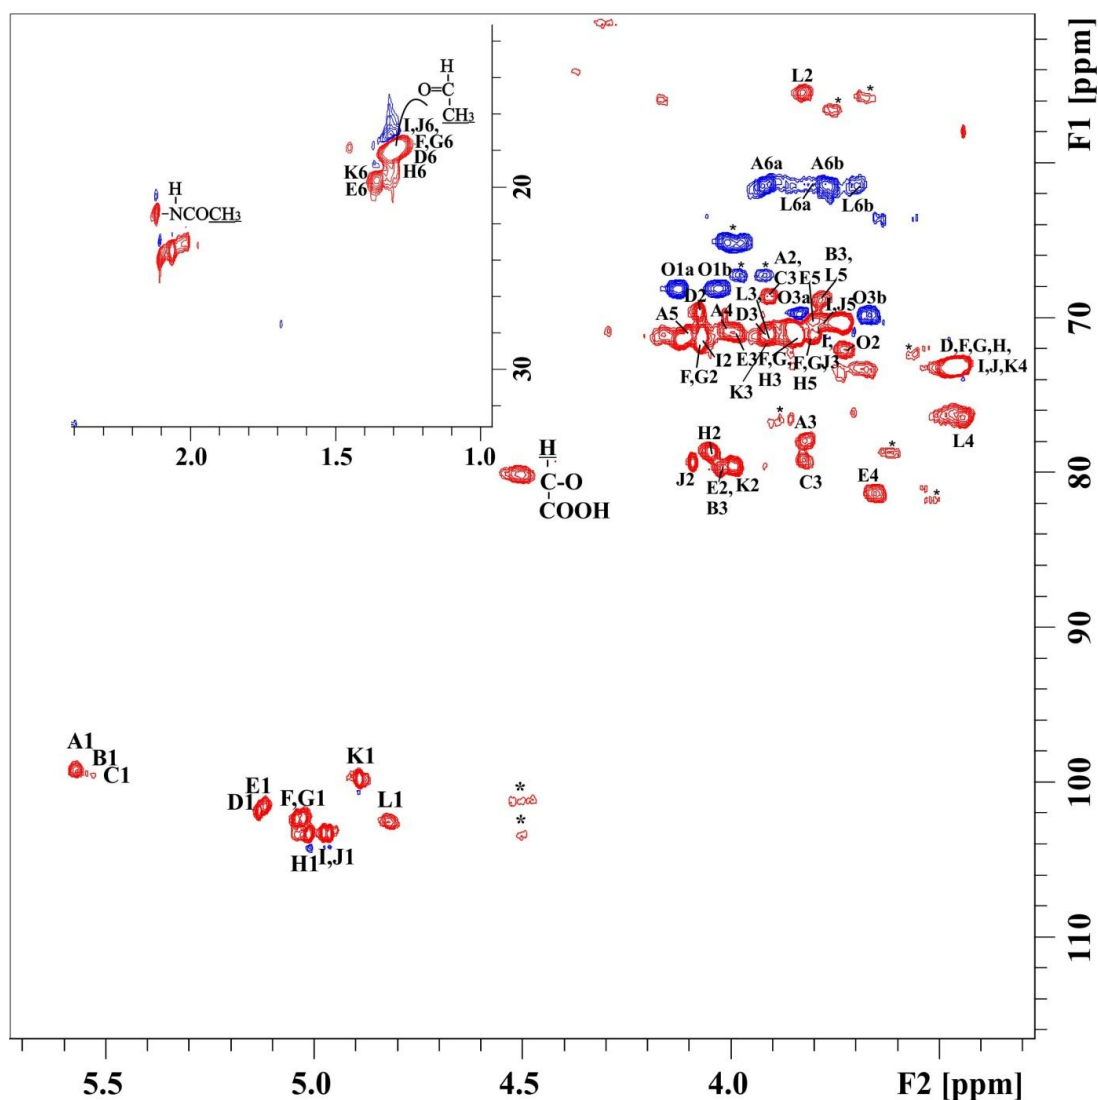 F1 [ppm]
H
O=C
CH3
I,J6,
F,G6
D6
H6
K6
E6
H
-NCOCH3
20
30
2.0
1.5
1.0
L2
*
*
A6a
A6b
L6a
L6b
*
*
*
A2,
C3
B3,
L5
E5
O1a
O1b
D2
L3,
D3
O3a
O3b
A5
A4
I,J5
E3
I2
F,G2
K3
F,G,
H3
F,G,
H5
I,
J3
O2
*
D,F,G,H,
I,J,K4
70
*
A3
L4
H2
*
J2
E2,
B3
K2
C3
E4
*
H
C-O
COOH
80
90
A1
B1
C1
K1
E1
D1
F,G1
L1
*
*
H1
I,J1
100
110
5.5
5.0
4.5
4.0
F2 [ppm]